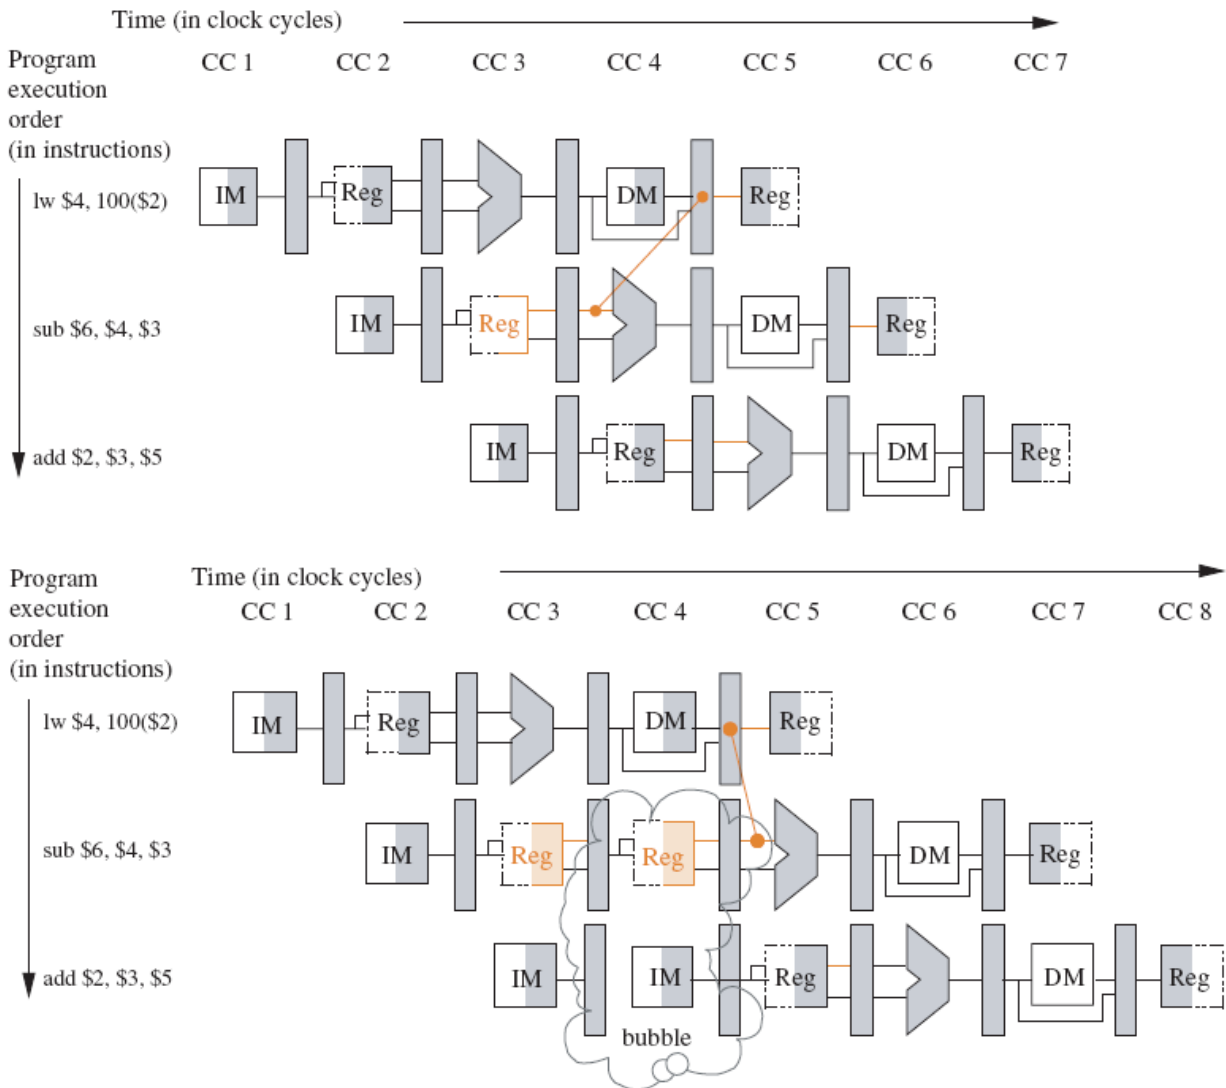 Time (in clock cycles)
Program
execution
order
(in instructions)
CC 1 CC 2 CC 3 CC 4 CC 5 CC 6 CC 7
lw $4, 100($2)
IM Reg DM Reg
sub $6, $4, $3
IM Reg DM Reg
add $2, $3, $5
IM Reg DM Reg
Program
execution
order
(in instructions)
Time (in clock cycles)
CC 1 CC 2 CC 3 CC 4 CC 5 CC 6 CC 7 CC 8
lw $4, 100($2)
IM Reg DM Reg
sub $6, $4, $3
IM Reg Reg DM Reg
add $2, $3, $5
IM IM Reg DM Reg
bubble